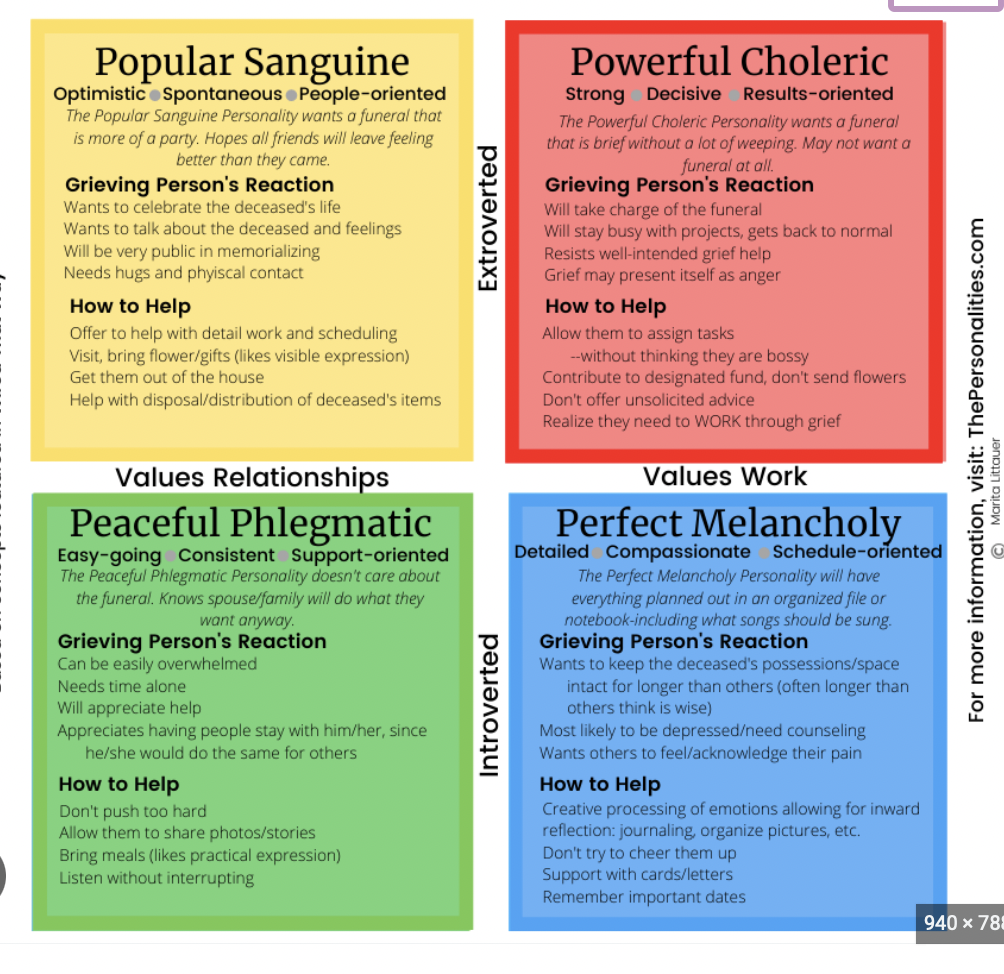 Popular Sanguine
Optimistic Spontaneous People-oriented
The Popular Sanguine Personality wants a funeral that
is more of a party. Hopes all friends will leave feeling
better than they came.
Grieving Person's Reaction
Wants to celebrate the deceased's life
Wants to talk about the deceased and feelings
Will be very public in memorializing
Needs hugs and phyiscal contact
How to Help
Offer to help with detail work and scheduling
Visit, bring flower/gifts (likes visible expression)
Get them out of the house
Help with disposal/distribution of deceased's items
Extroverted
Powerful Choleric
Strong Decisive Results-oriented
The Powerful Choleric Personality wants a funeral
that is brief without a lot of weeping. May not want a
funeral at all.
Grieving Person's Reaction
Will take charge of the funeral
Will stay busy with projects, gets back to normal
Resists well-intended grief help
Grief may present itself as anger
How to Help
Allow them to assign tasks
--without thinking they are bossy
Contribute to designated fund, don't send flowers
Don't offer unsolicited advice
Realize they need to WORK through grief
Values Relationships
Values Work
Peaceful Phlegmatic
Easy-going Consistent Support-oriented
The Peaceful Phlegmatic Personality doesn't care about
the funeral. Knows spouse/family will do what they
want anyway.
Grieving Person's Reaction
Can be easily overwhelmed
Needs time alone
Will appreciate help
Appreciates having people stay with him/her, since
he/she would do the same for others
How to Help
Don't push too hard
Allow them to share photos/stories
Bring meals (likes practical expression)
Listen without interrupting
Introverted
Perfect Melancholy
Detailed Compassionate Schedule-oriented
The Perfect Melancholy Personality will have
everything planned out in an organized file or
notebook-including what songs should be sung.
Grieving Person's Reaction
Wants to keep the deceased's possessions/space
intact for longer than others (often longer than
others think is wise)
Most likely to be depressed/need counseling
Wants others to feel/acknowledge their pain
How to Help
Creative processing of emotions allowing for inward
reflection: journaling, organize pictures, etc.
Don't try to cheer them up
Support with cards/letters
Remember important dates
For more information, visit: ThePersonalities.com
© Marita Littauer
940 × 788